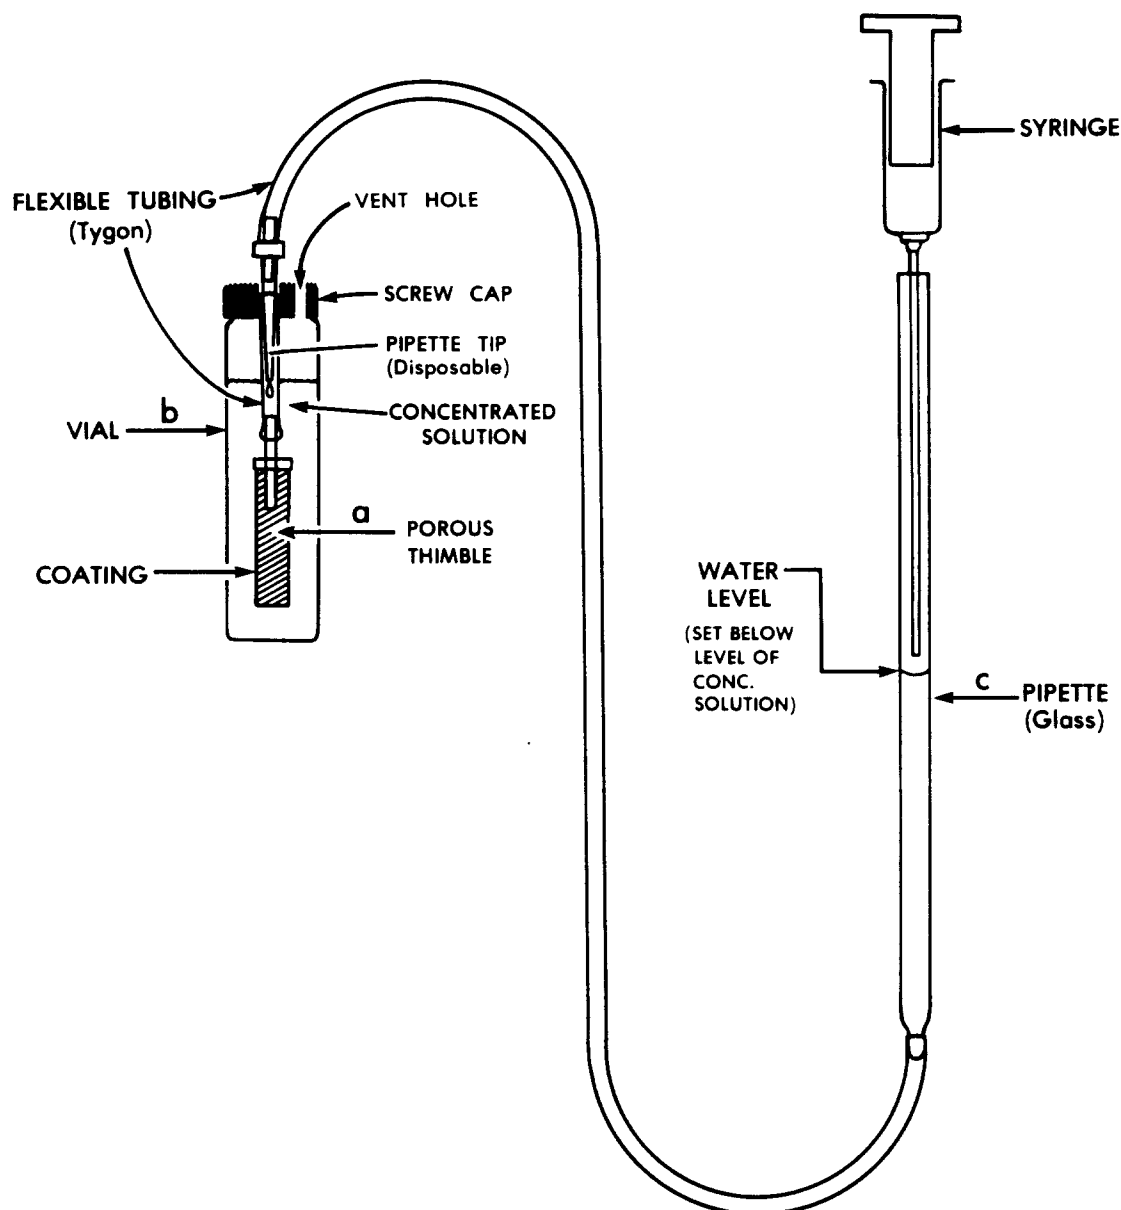 SYRINGE
FLEXIBLE TUBING
(Tygon)
VENT HOLE
SCREW CAP
PIPETTE TIP
(Disposable)
b
VIAL
CONCENTRATED
SOLUTION
a
POROUS
THIMBLE
COATING
WATER
LEVEL
(SET BELOW
LEVEL OF
CONC.
SOLUTION)
c
PIPETTE
(Glass)